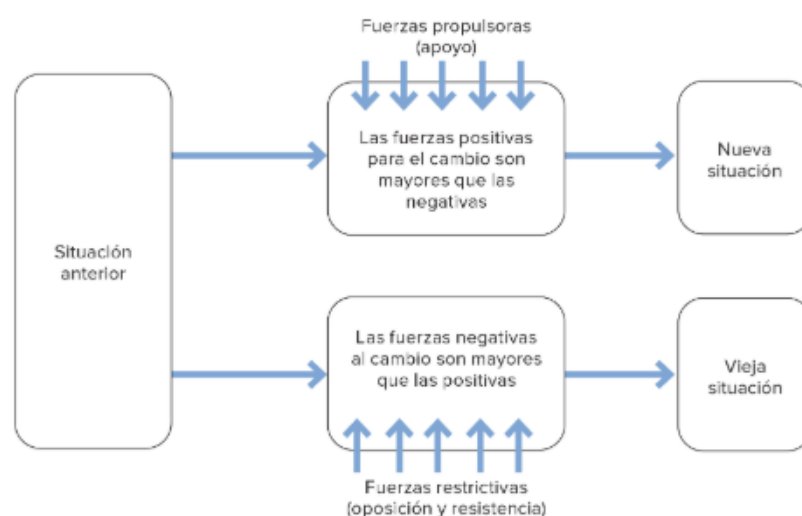 Fuerzas propulsoras
(apoyo)
Las fuerzas positivas
para el cambio son
mayores que las
negativas
Nueva
situación
Situación
anterior
Las fuerzas negativas
al cambio son mayores
que las positivas
Vieja
situación
Fuerzas restrictivas
(oposición y resistencia)